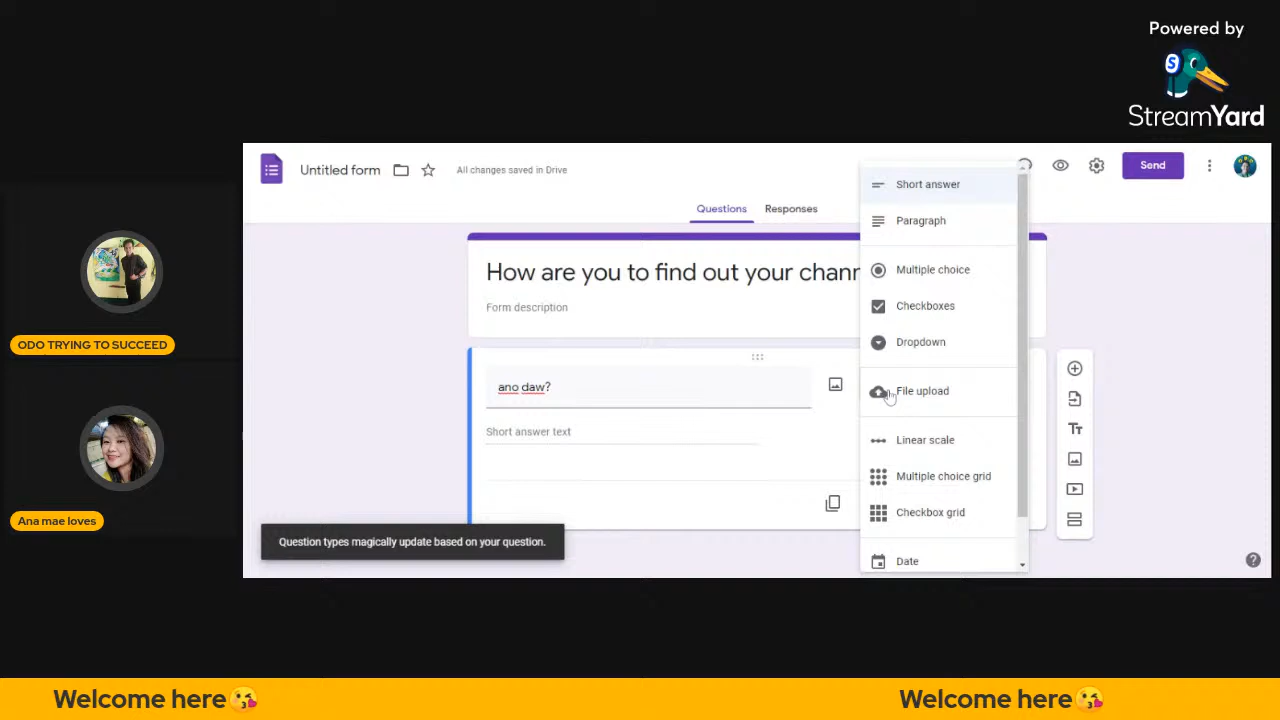 Powered by
StreamYard
Untitled form
All changes saved in Drive
Send
Questions
Responses
How are you to find out your chann
Form description
ano daw?
Short answer text
Short answer
Paragraph
Multiple choice
Checkboxes
Dropdown
File upload
Linear scale
Multiple choice grid
Checkbox grid
Date
Tт
Question types magically update based on your question.
ODO TRYING TO SUCCEED
Ana mae loves
Welcome here😘
Welcome here😘